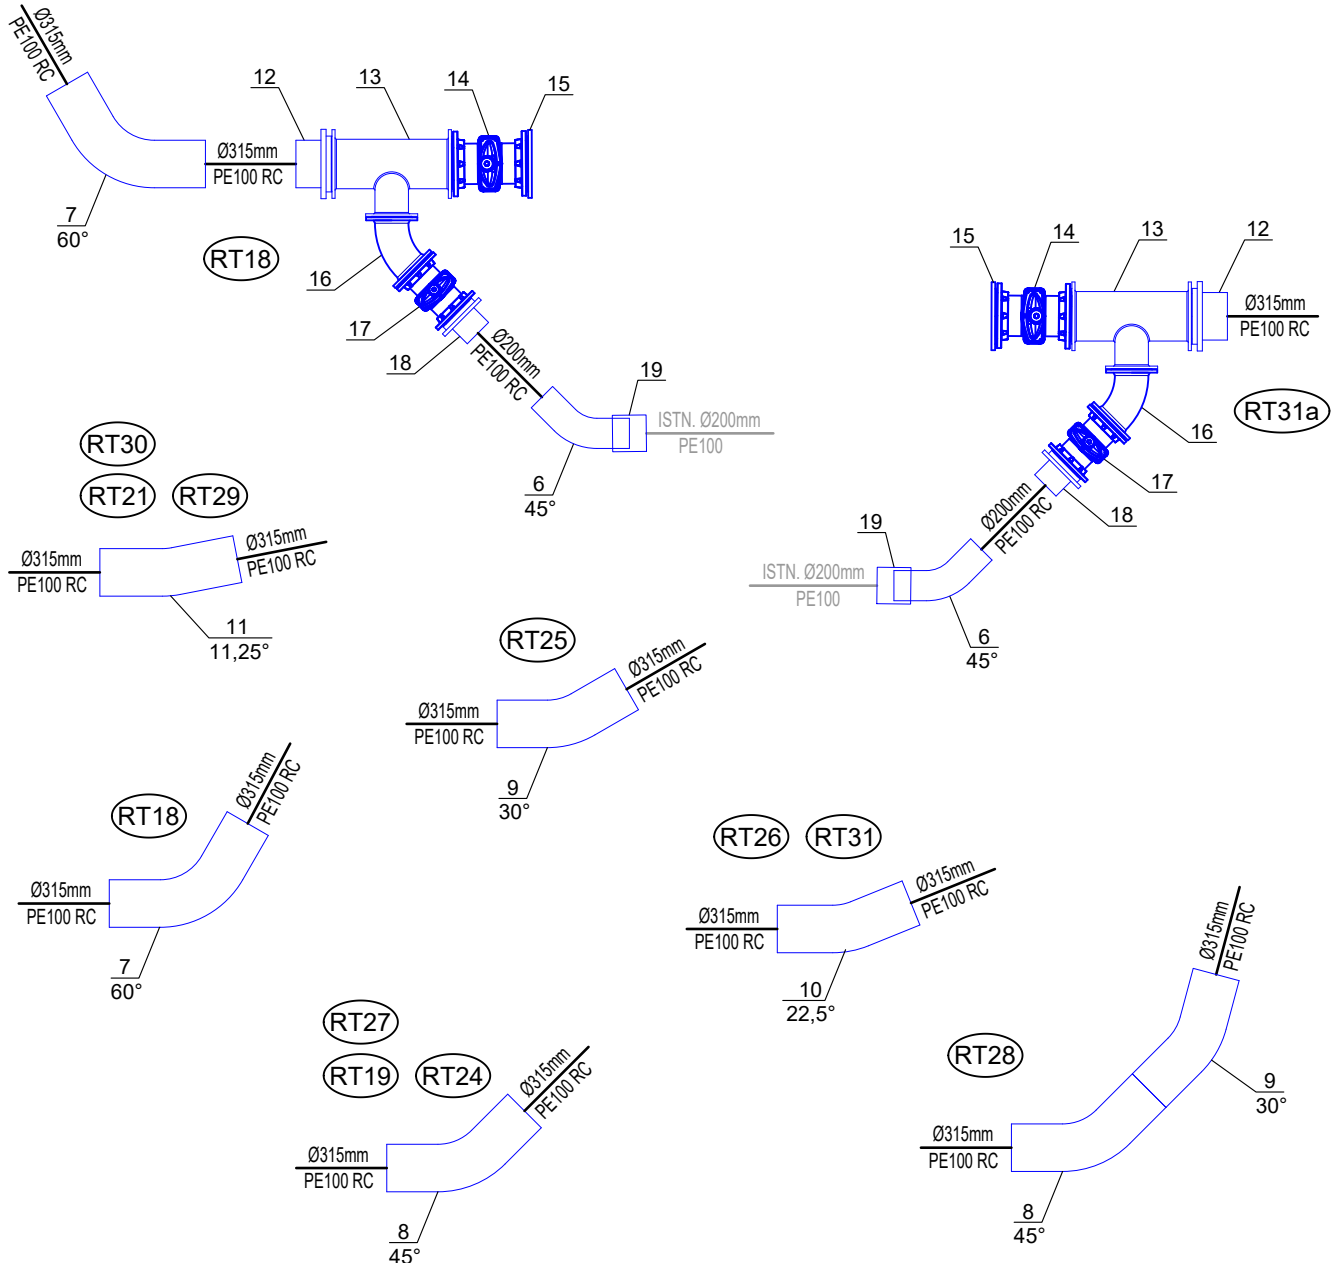 Ø315mm
PE100 RC
7
60°
Ø315mm
PE100 RC
12
13
14
15
RT18
16
17
18
Ø200mm
PE100 RC
19
ISTN. Ø200mm
PE100
6
45°
15
14
13
12
Ø315mm
PE100 RC
RT31a
16
17
18
Ø200mm
PE100 RC
19
ISTN. Ø200mm
PE100
6
45°
RT30
RT21
RT29
Ø315mm
PE100 RC
Ø315mm
PE100 RC
11
11,25°
RT25
Ø315mm
PE100 RC
Ø315mm
PE100 RC
9
30°
RT18
Ø315mm
PE100 RC
Ø315mm
PE100 RC
7
60°
RT26
RT31
Ø315mm
PE100 RC
Ø315mm
PE100 RC
10
22,5°
RT27
RT19
RT24
Ø315mm
PE100 RC
Ø315mm
PE100 RC
8
45°
RT28
Ø315mm
PE100 RC
Ø315mm
PE100 RC
9
30°
8
45°